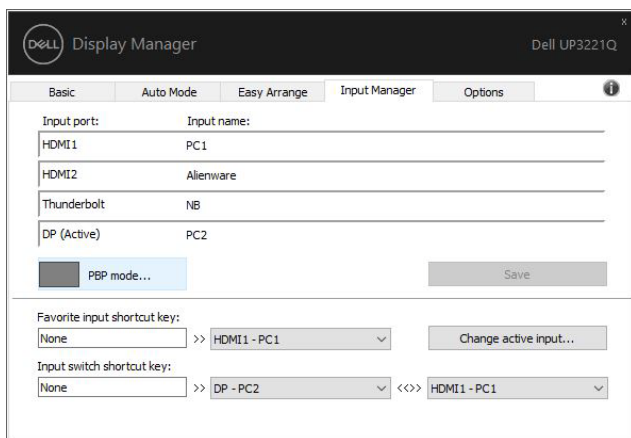 x
DELL Display Manager Dell UP3221Q
Basic Auto Mode Easy Arrange Input Manager Options i
Input port: Input name:
HDMI1 PC1
HDMI2 Alienware
Thunderbolt NB
DP (Active) PC2
PBP mode... Save
Favorite input shortcut key:
None >> HDMI1 - PC1 Change active input...
Input switch shortcut key:
None >> DP - PC2 <<>> HDMI1 - PC1